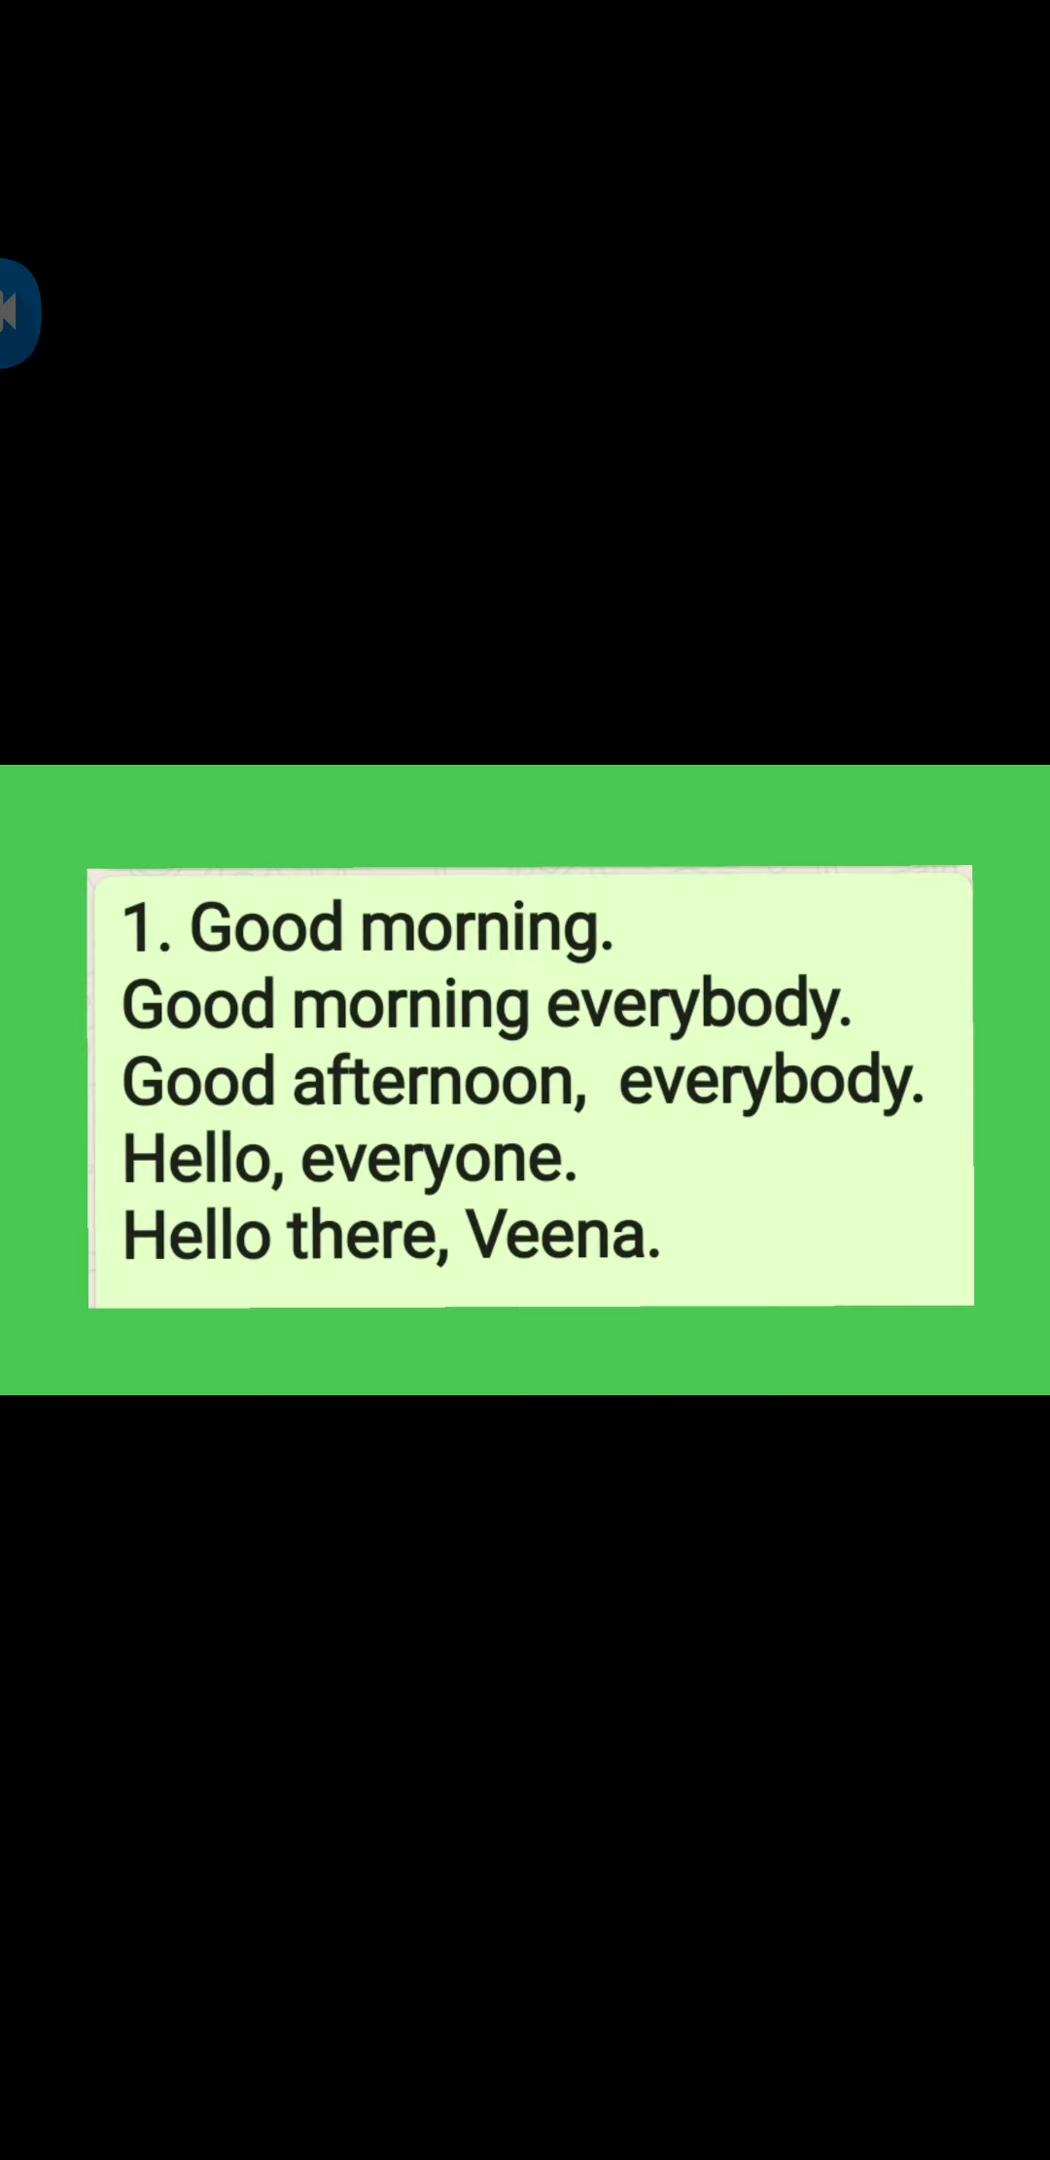 1. Good morning.
Good morning everybody.
Good afternoon,  everybody.
Hello, everyone.
Hello there, Veena.